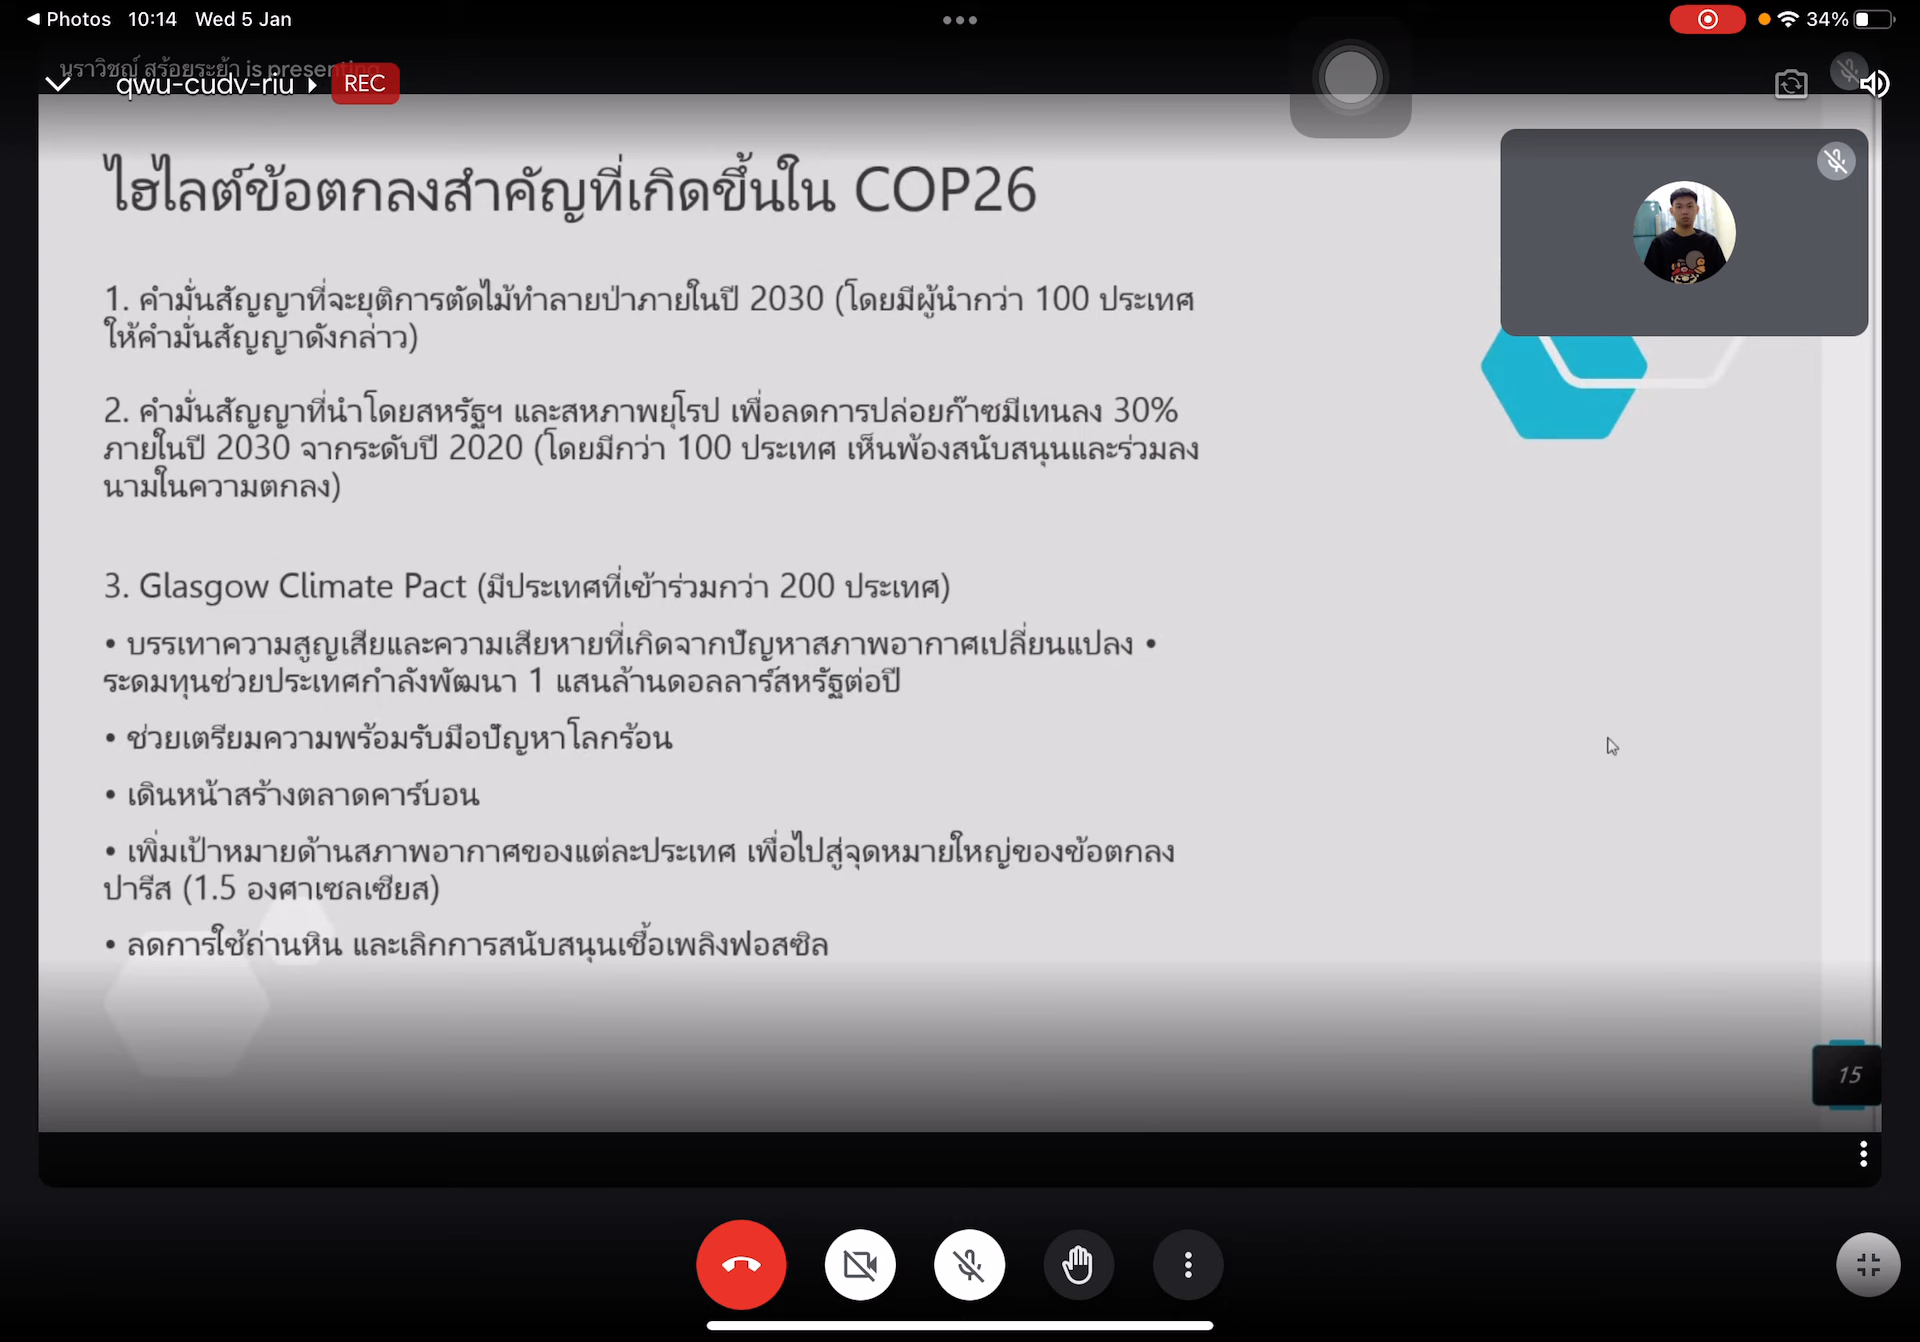 Photos 10:14 Wed 5 Jan
34%
นราวิชญ์ สร้อยระย้า is presenting
qwu-cudv-riu
REC
ไฮไลต์ข้อตกลงสำคัญที่เกิดขึ้นใน COP26
1. คำมั่นสัญญาที่จะยุติการตัดไม้ทำลายป่าภายในปี 2030 (โดยมีผู้นำกว่า 100 ประเทศ
ให้คำมั่นสัญญาดังกล่าว)
2. คำมั่นสัญญาที่นำโดยสหรัฐฯ และสหภาพยุโรป เพื่อลดการปล่อยก๊าซมีเทนลง 30%
ภายในปี 2030 จากระดับปี 2020 (โดยมีกว่า 100 ประเทศ เห็นพ้องสนับสนุนและร่วมลง
นามในความตกลง)
3. Glasgow Climate Pact (มีประเทศที่เข้าร่วมกว่า 200 ประเทศ)
• บรรเทาความสูญเสียและความเสียหายที่เกิดจากปัญหาสภาพอากาศเปลี่ยนแปลง •
ระดมทุนช่วยประเทศกำลังพัฒนา 1 แสนล้านดอลลาร์สหรัฐต่อปี
• ช่วยเตรียมความพร้อมรับมือปัญหาโลกร้อน
• เดินหน้าสร้างตลาดคาร์บอน
• เพิ่มเป้าหมายด้านสภาพอากาศของแต่ละประเทศ เพื่อไปสู่จุดหมายใหญ่ของข้อตกลง
ปารีส (1.5 องศาเซลเซียส)
• ลดการใช้ถ่านหิน และเลิกการสนับสนุนเชื้อเพลิงฟอสซิล
15